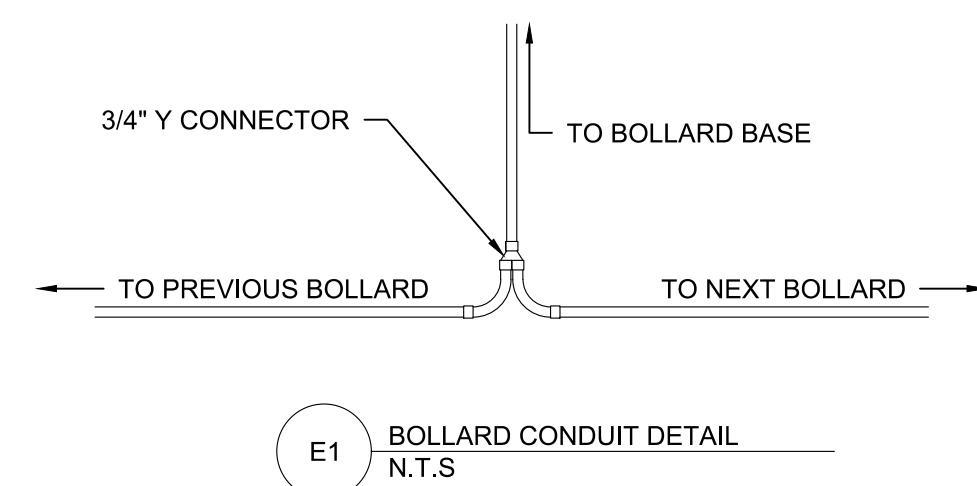 3/4" Y CONNECTOR
TO BOLLARD BASE
TO PREVIOUS BOLLARD
TO NEXT BOLLARD
E1
BOLLARD CONDUIT DETAIL
N.T.S